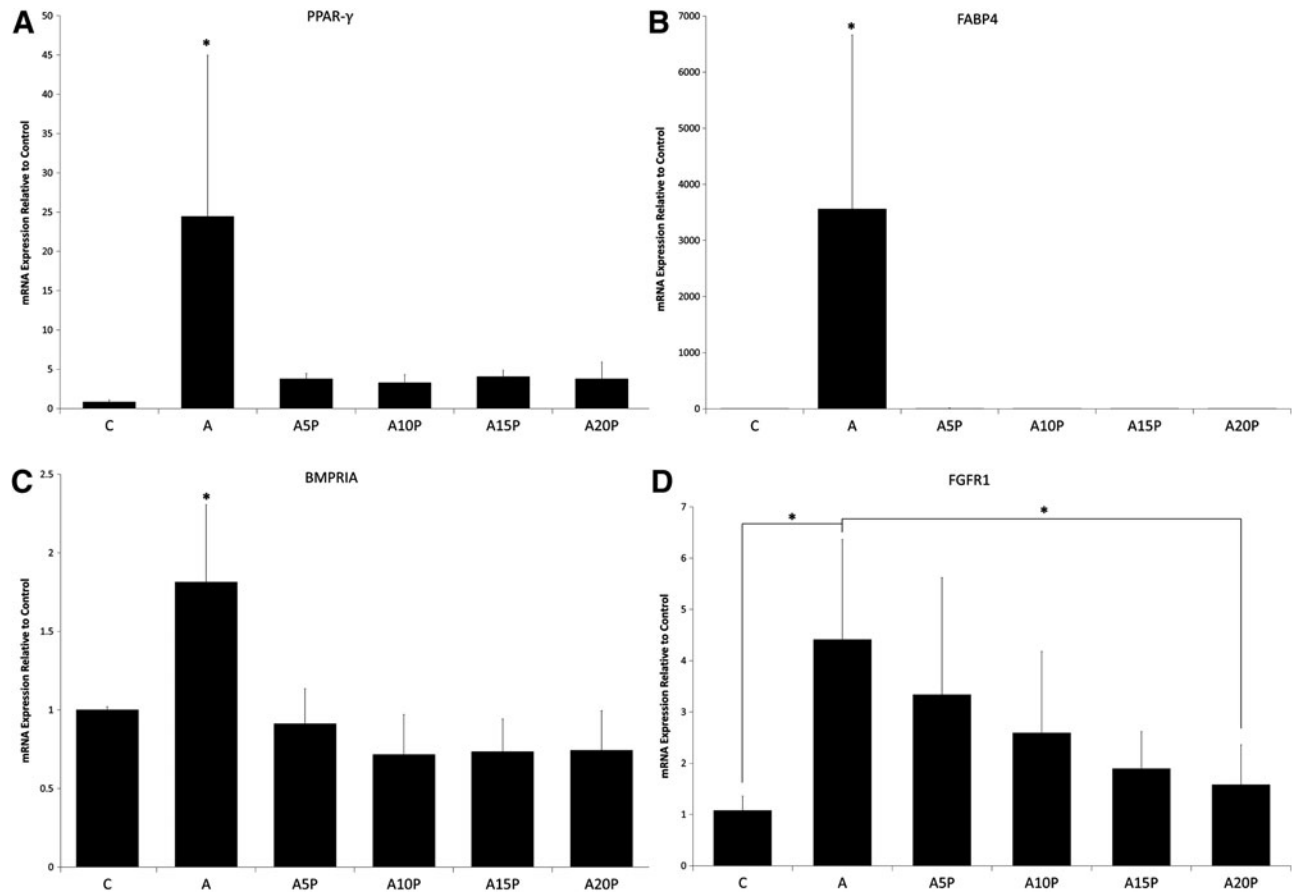 A
PPAR-γ
mRNA Expression Relative to Control
50
45
40
35
30
25
20
15
10
5
0
*
C A A5P A10P A15P A20P
B
FABP4
mRNA Expression Relative to Control
7000
6000
5000
4000
3000
2000
1000
0
*
C A A5P A10P A15P A20P
C
BMPRIA
mRNA Expression Relative to Control
2.5
2
1.5
1
0.5
0
*
C A A5P A10P A15P A20P
D
FGFR1
mRNA Expression Relative to Control
7
6
5
4
3
2
1
0
* *
C A A5P A10P A15P A20P